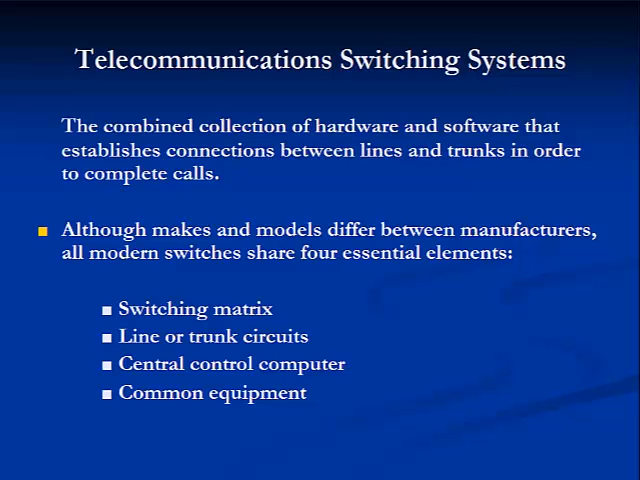 Telecommunications Switching Systems
The combined collection of hardware and software that
establishes connections between lines and trunks in order
to complete calls.
Although makes and models differ between manufacturers,
all modern switches share four essential elements:
Switching matrix
Line or trunk circuits
Central control computer
Common equipment